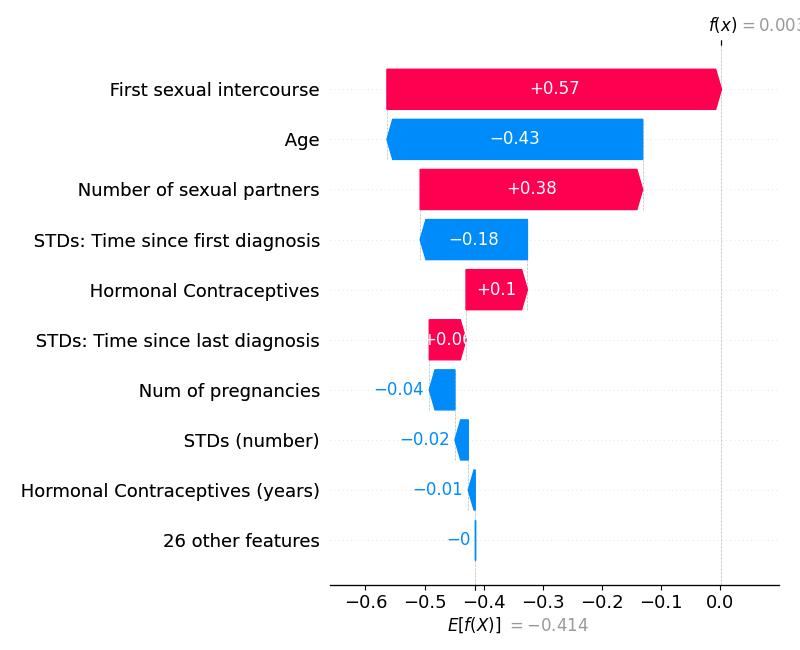 f(x) = 0.003
First sexual intercourse
+0.57
Age
−0.43
Number of sexual partners
+0.38
STDs: Time since first diagnosis
−0.18
Hormonal Contraceptives
+0.1
STDs: Time since last diagnosis
+0.06
Num of pregnancies
−0.04
STDs (number)
−0.02
Hormonal Contraceptives (years)
−0.01
26 other features
−0
−0.6 −0.5 −0.4 −0.3 −0.2 −0.1 0.0
E[f(X)] = −0.414